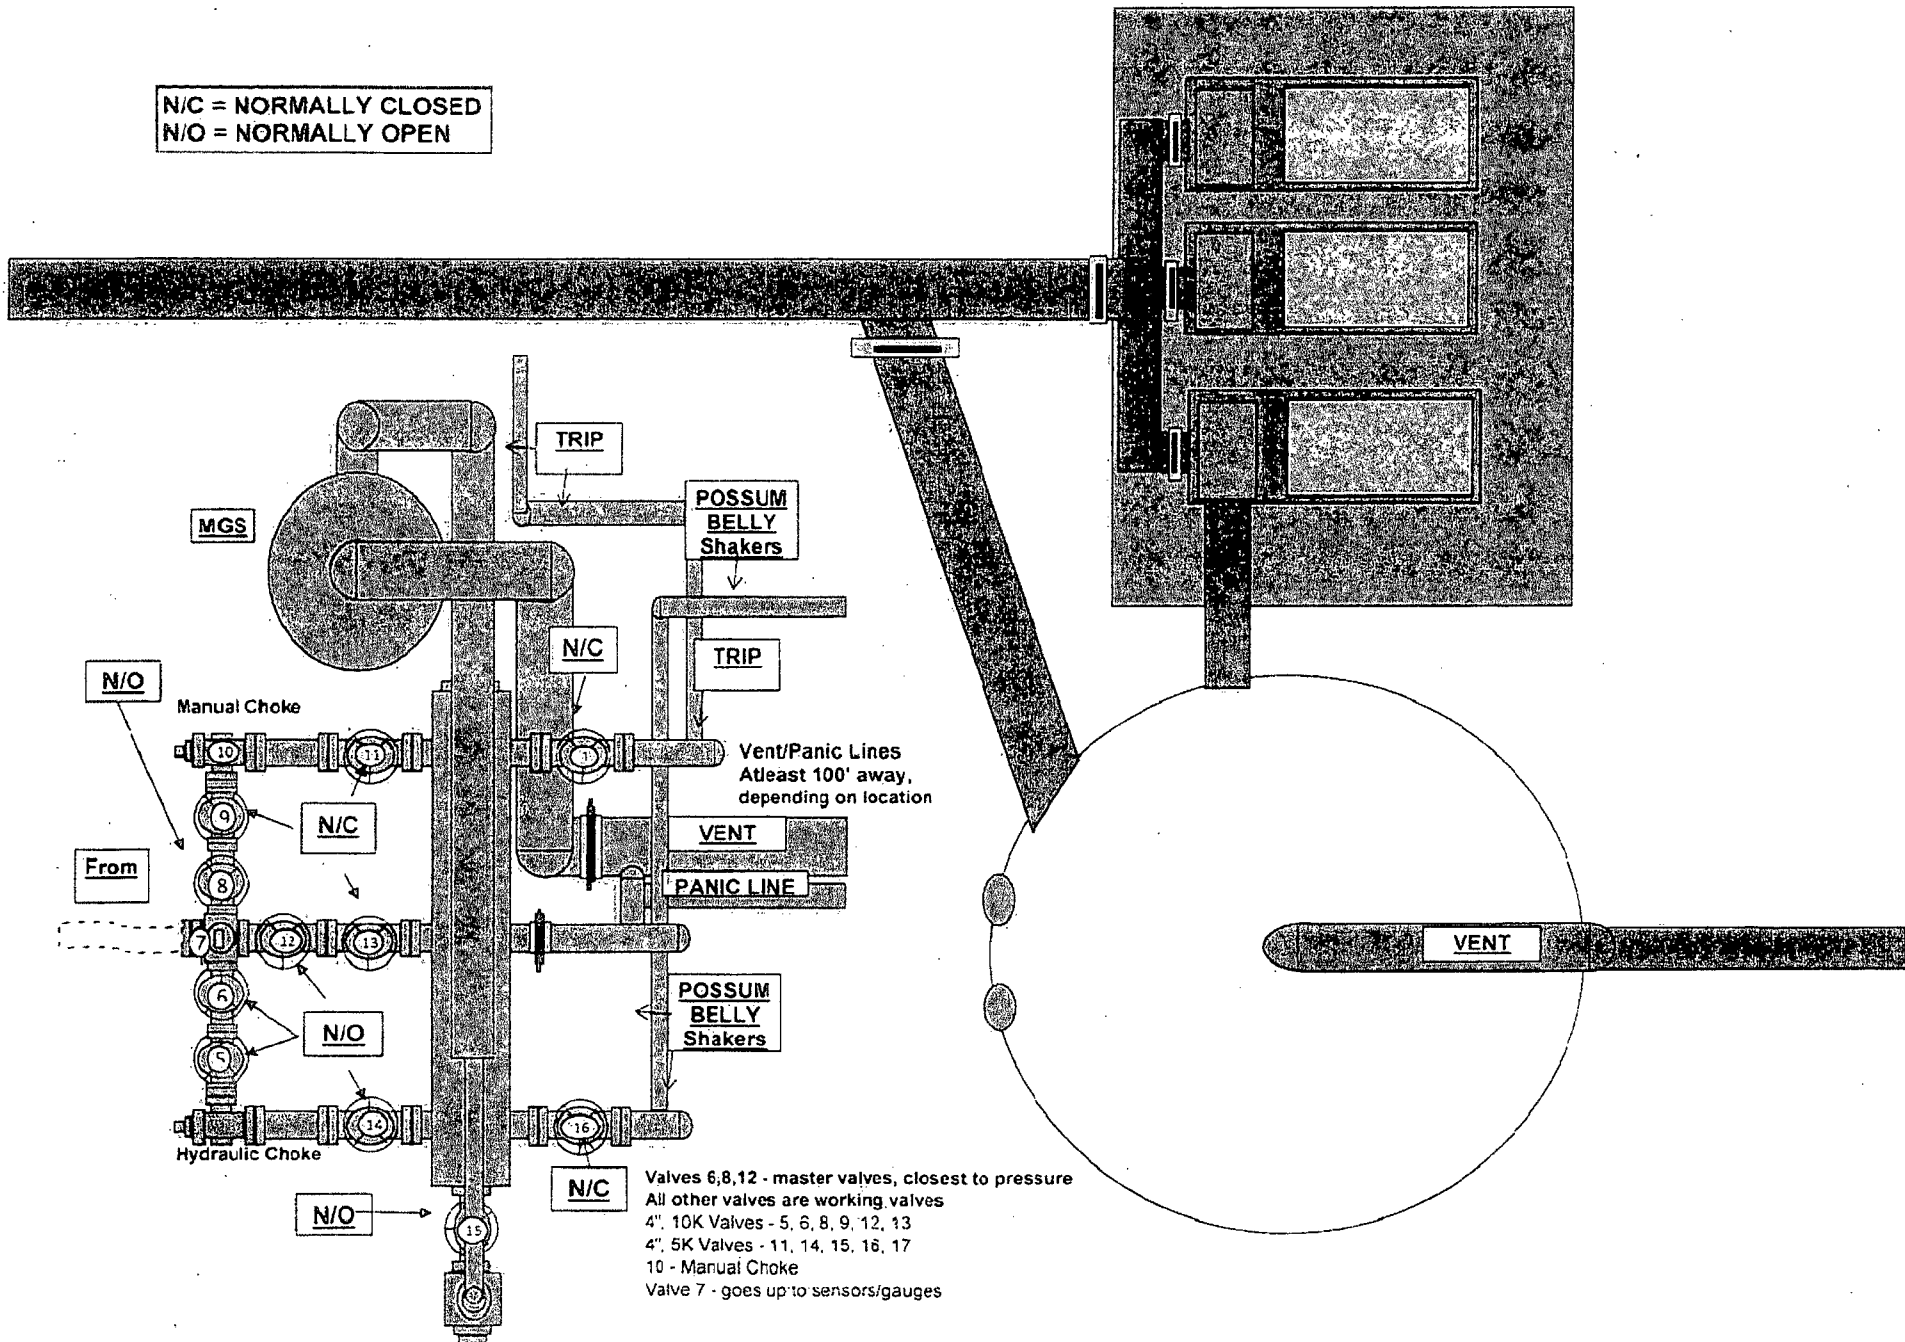 N/C = NORMALLY CLOSED
N/O = NORMALLY OPEN
TRIP
POSSUM
BELLY
Shakers
MGS
N/C
TRIP
N/O
Manual Choke
10
11
Vent/Panic Lines
Atleast 100' away,
depending on location
9
N/C
VENT
From
8
PANIC LINE
7
12
13
VENT
6
POSSUM
BELLY
Shakers
N/O
5
14
16
Hydraulic Choke
N/C
N/O
15
Valves 6,8,12 - master valves, closest to pressure
All other valves are working valves
4", 10K Valves - 5, 6, 8, 9, 12, 13
4", 5K Valves - 11, 14, 15, 16, 17
10 - Manual Choke
Valve 7 - goes up to sensors/gauges